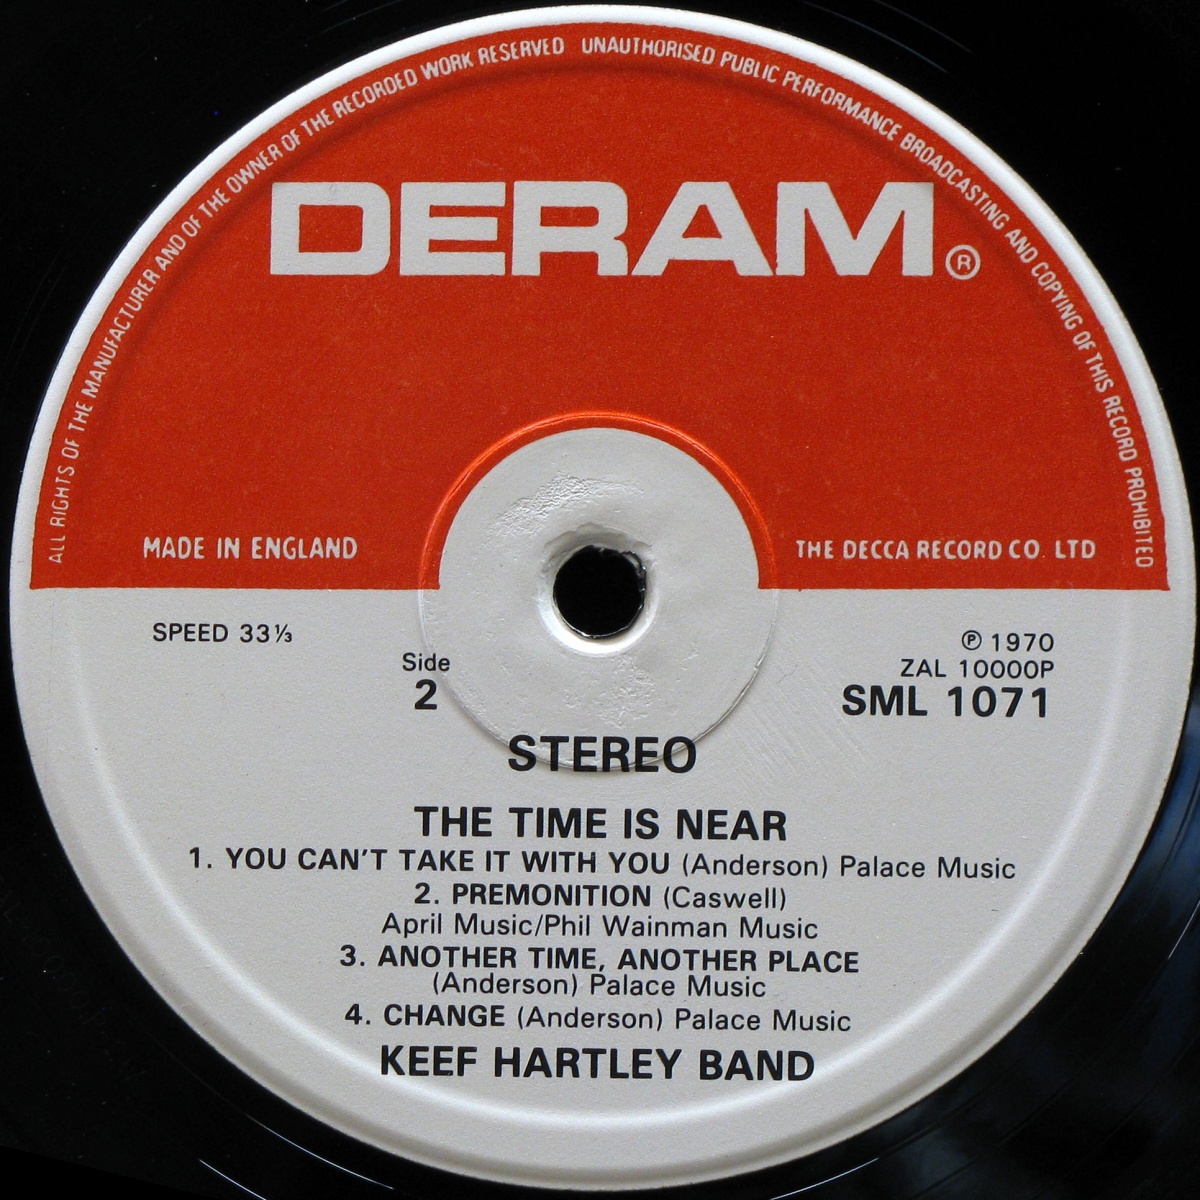 ALL RIGHTS OF THE MANUFACTURER AND OF THE OWNER OF THE RECORDED WORK RESERVED UNAUTHORISED PUBLIC PERFORMANCE BROADCASTING AND COPYING OF THIS RECORD PROHIBITED
DERAM®
MADE IN ENGLAND
THE DECCA RECORD CO. LTD
SPEED 33⅓
Side
2
℗ 1970
ZAL 10000P
SML 1071
STEREO
THE TIME IS NEAR
1. YOU CAN'T TAKE IT WITH YOU (Anderson) Palace Music
2. PREMONITION (Caswell)
April Music/Phil Wainman Music
3. ANOTHER TIME, ANOTHER PLACE
(Anderson) Palace Music
4. CHANGE (Anderson) Palace Music
KEEF HARTLEY BAND